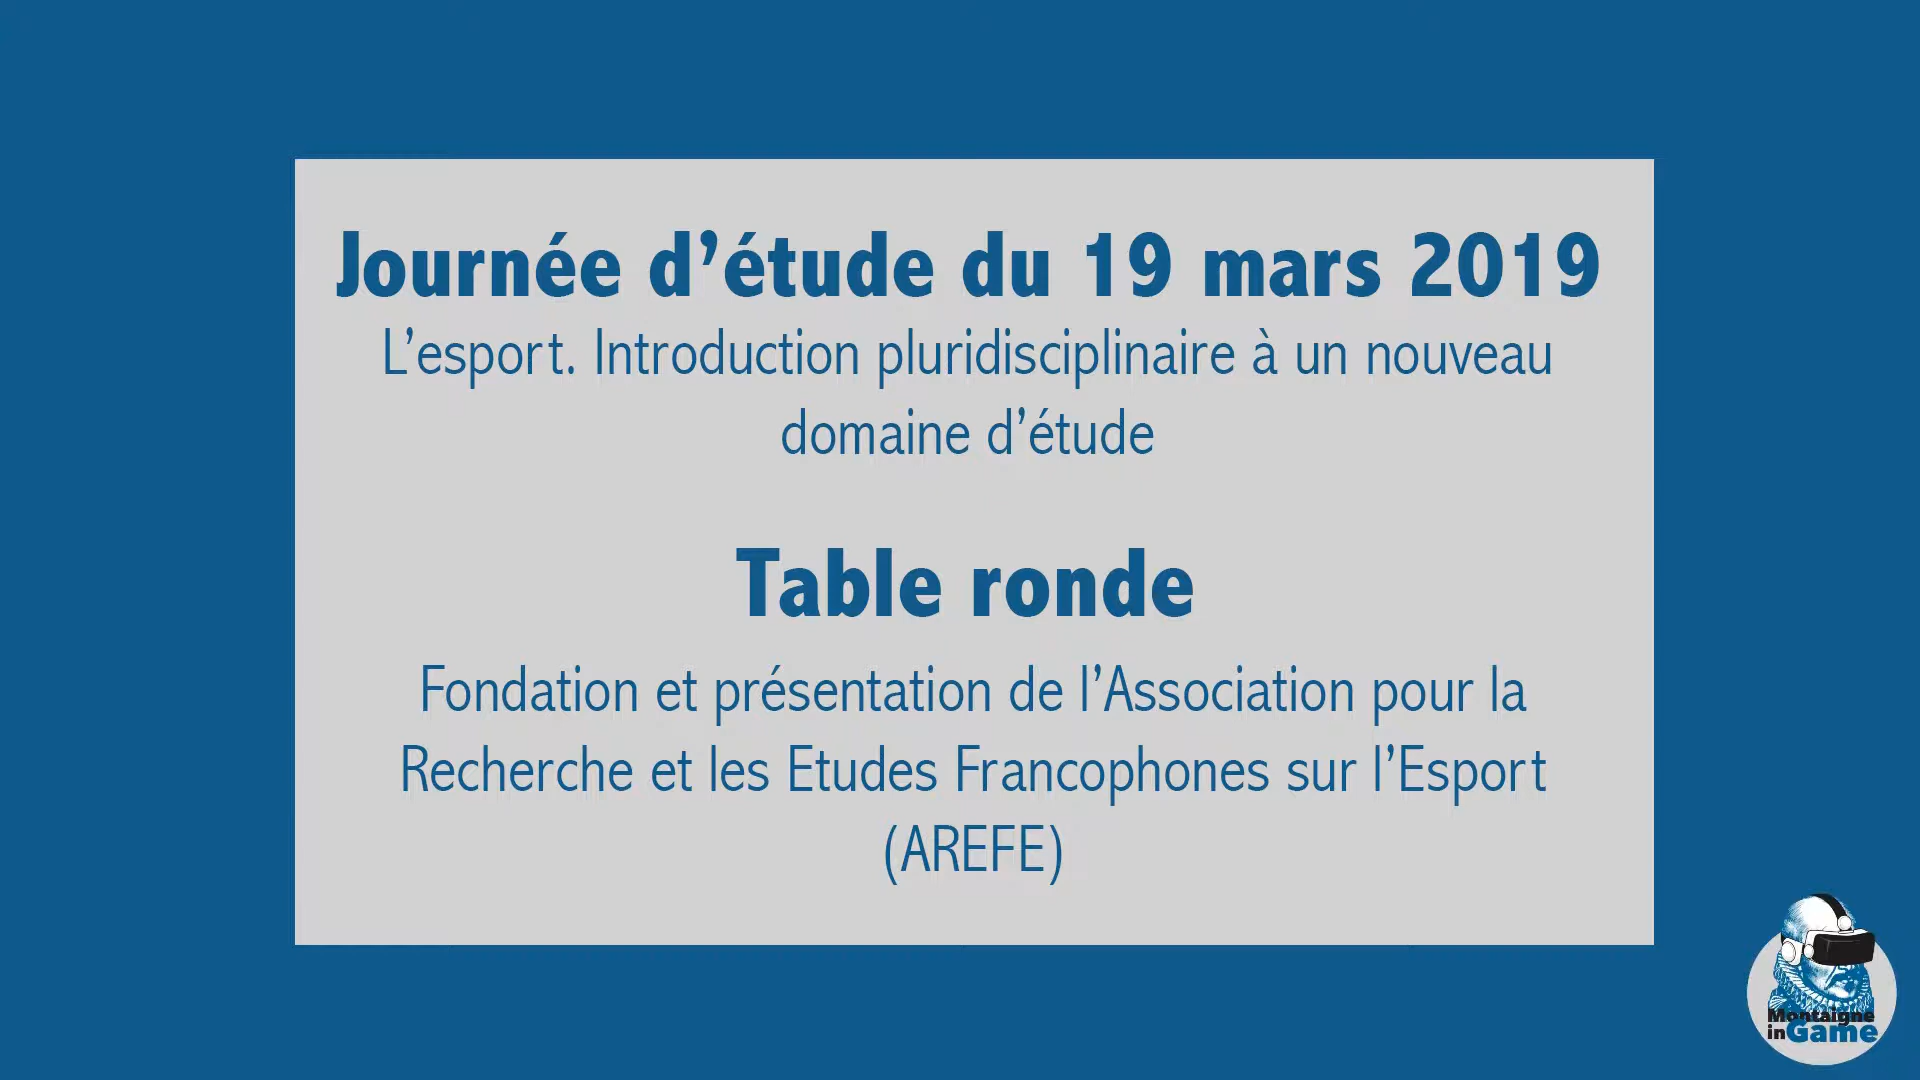 Journée d’étude du 19 mars 2019
L’esport. Introduction pluridisciplinaire à un nouveau
domaine d’étude
Table ronde
Fondation et présentation de l’Association pour la
Recherche et les Etudes Francophones sur l’Esport
(AREFE)
Montaigne
inGame